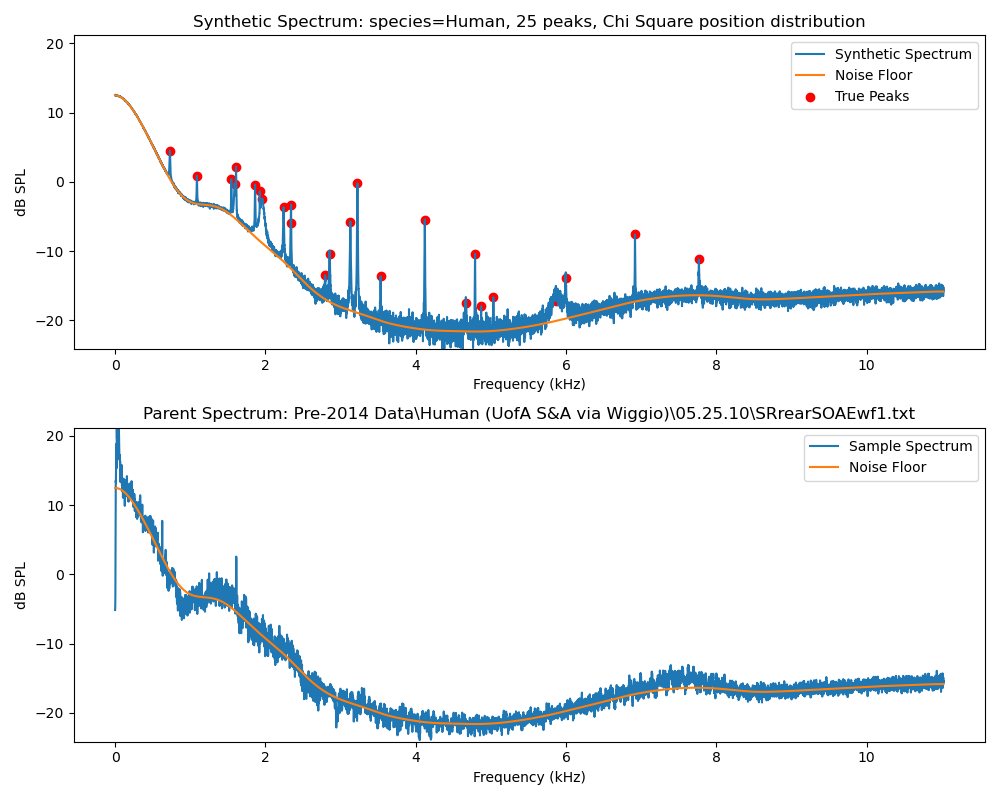 Synthetic Spectrum: species=Human, 25 peaks, Chi Square position distribution
20
10
0
−10
−20
dB SPL
Synthetic Spectrum
Noise Floor
True Peaks
0 2 4 6 8 10
Frequency (kHz)
Parent Spectrum: Pre-2014 Data\Human (UofA S&A via Wiggio)\05.25.10\SRrearSOAEwf1.txt
20
10
0
−10
−20
dB SPL
Sample Spectrum
Noise Floor
0 2 4 6 8 10
Frequency (kHz)